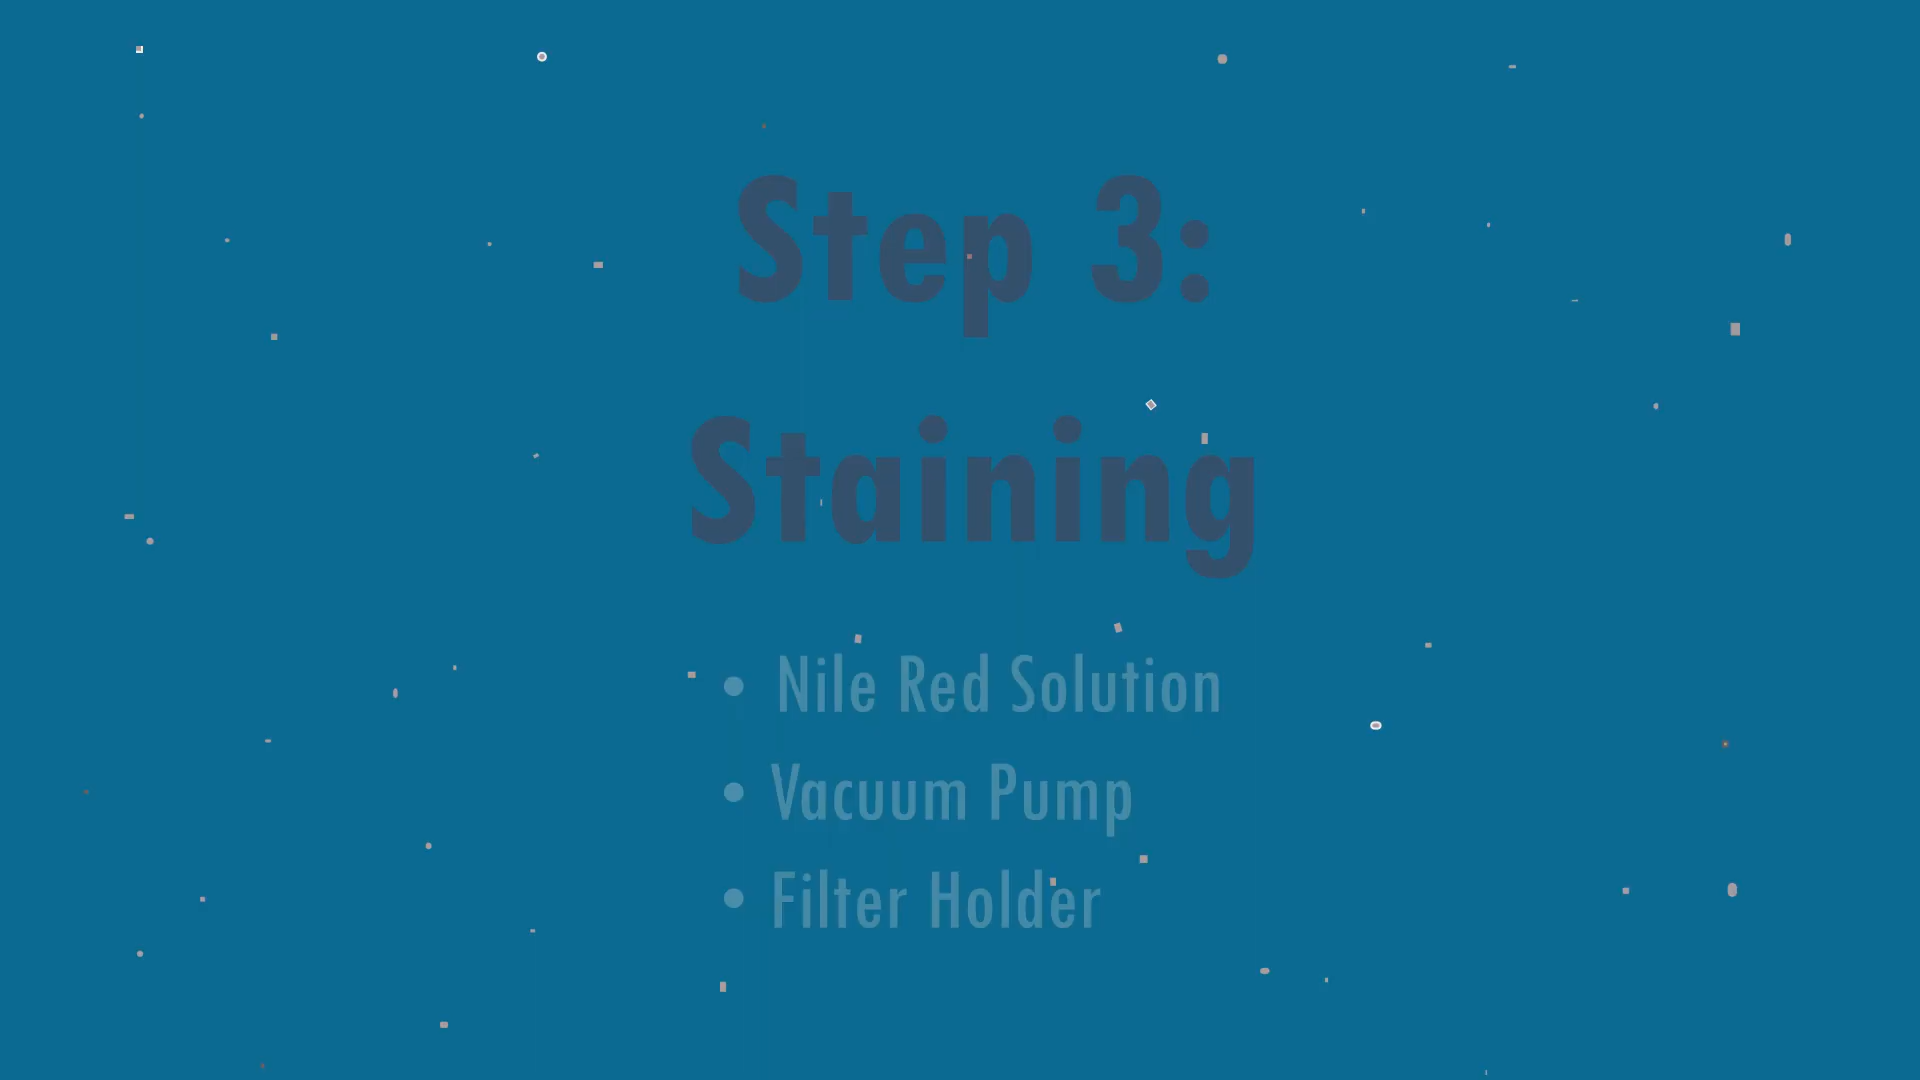 Step 3:
Staining
• Nile Red Solution
• Vacuum Pump
• Filter Holder